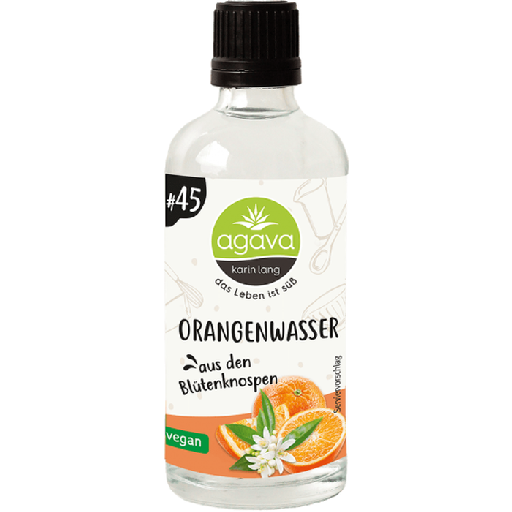 #45
agava
karin lang
das Leben ist süß
ORANGENWASSER
aus den
Blütenknospen
vegan
Serviervorschlag